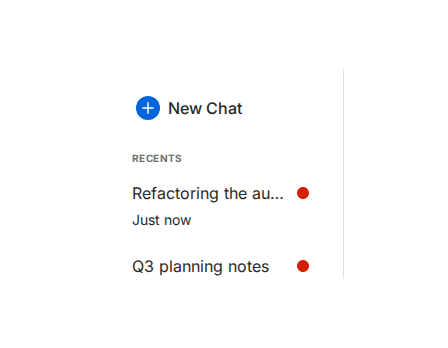 New Chat
RECENTS
Refactoring the au...
Just now
Q3 planning notes